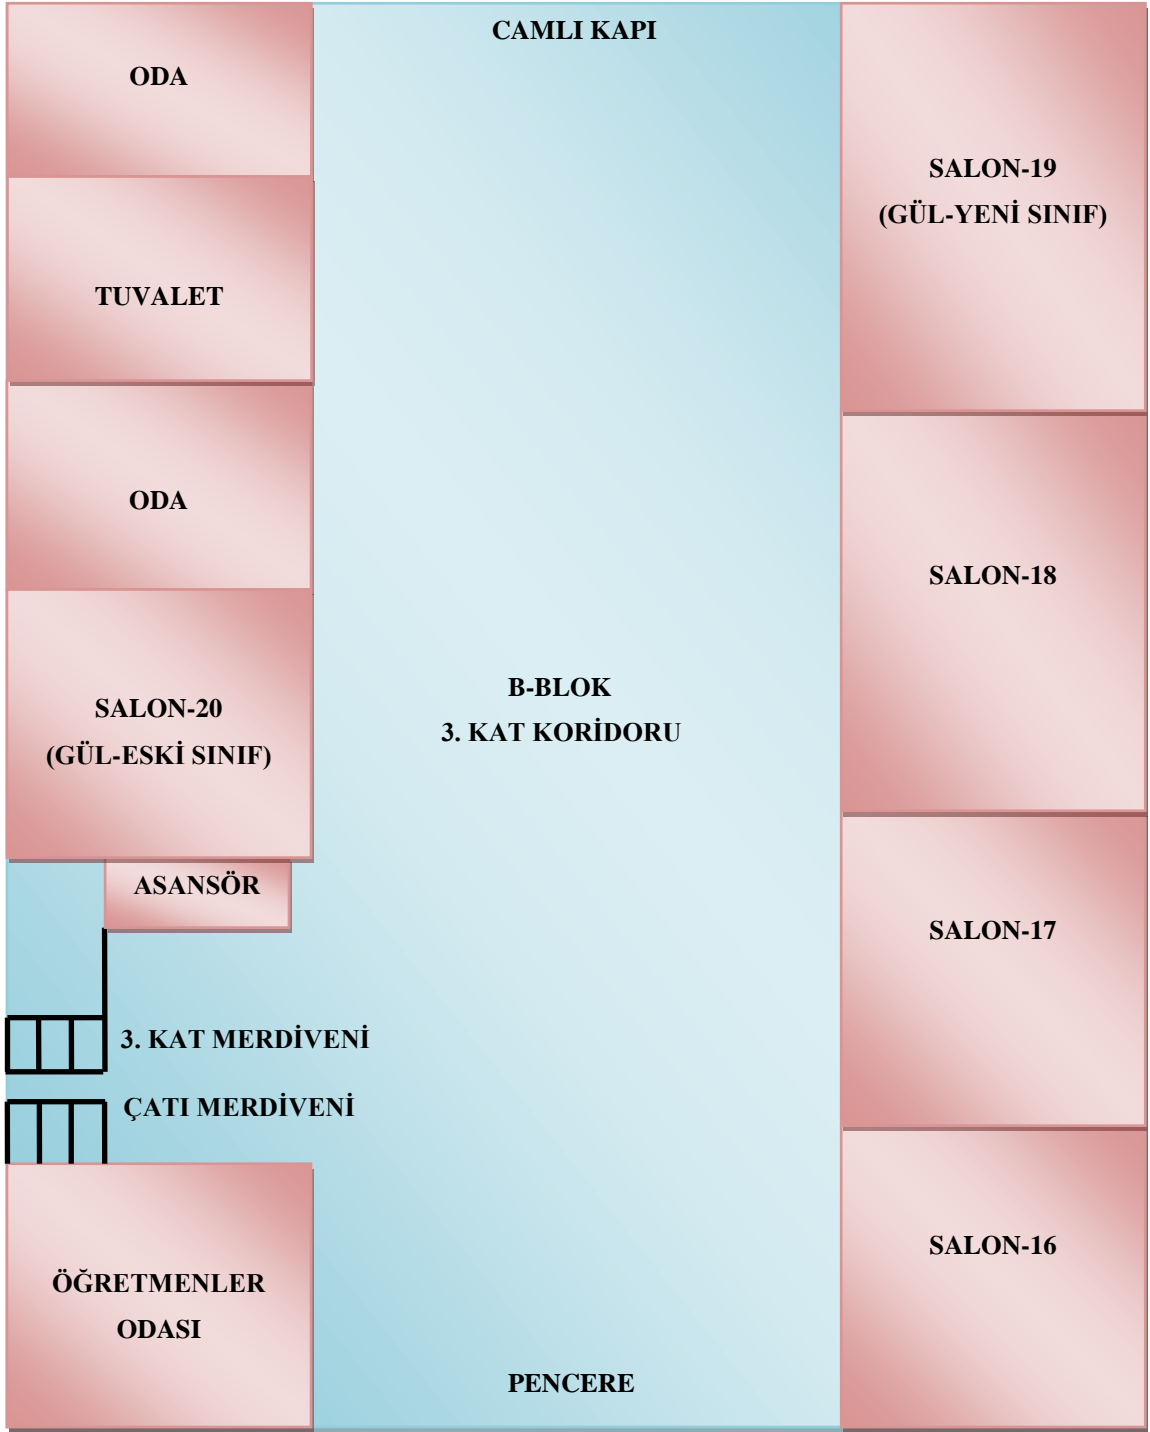 CAMLI KAPI
ODA
SALON-19
(GÜL-YENİ SINIF)
TUVALET
ODA
SALON-18
B-BLOK
3. KAT KORİDORU
SALON-20
(GÜL-ESKİ SINIF)
ASANSÖR
SALON-17
3. KAT MERDİVENİ
ÇATI MERDİVENİ
SALON-16
ÖĞRETMENLER
ODASI
PENCERE